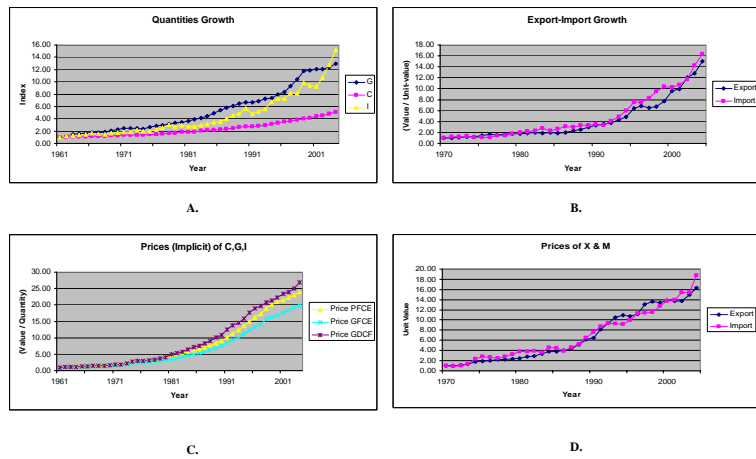 Quantities Growth
Index
16.00
14.00
12.00
10.00
8.00
6.00
4.00
2.00
0.00
1961 1971 1981 1991 2001
Year
G
C
I
A.
Export-Import Growth
(Value / Unit-value)
18.00
16.00
14.00
12.00
10.00
8.00
6.00
4.00
2.00
0.00
1970 1980 1990 2000
Year
Export
Import
B.
Prices (Implicit) of C,G,I
(Value / Quantity)
30.00
25.00
20.00
15.00
10.00
5.00
0.00
1961 1971 1981 1991 2001
Year
Price PFCE
Price GFCE
Price GDCF
C.
Prices of X & M
Unit Value
20.00
18.00
16.00
14.00
12.00
10.00
8.00
6.00
4.00
2.00
0.00
1970 1980 1990 2000
Year
Export
Import
D.